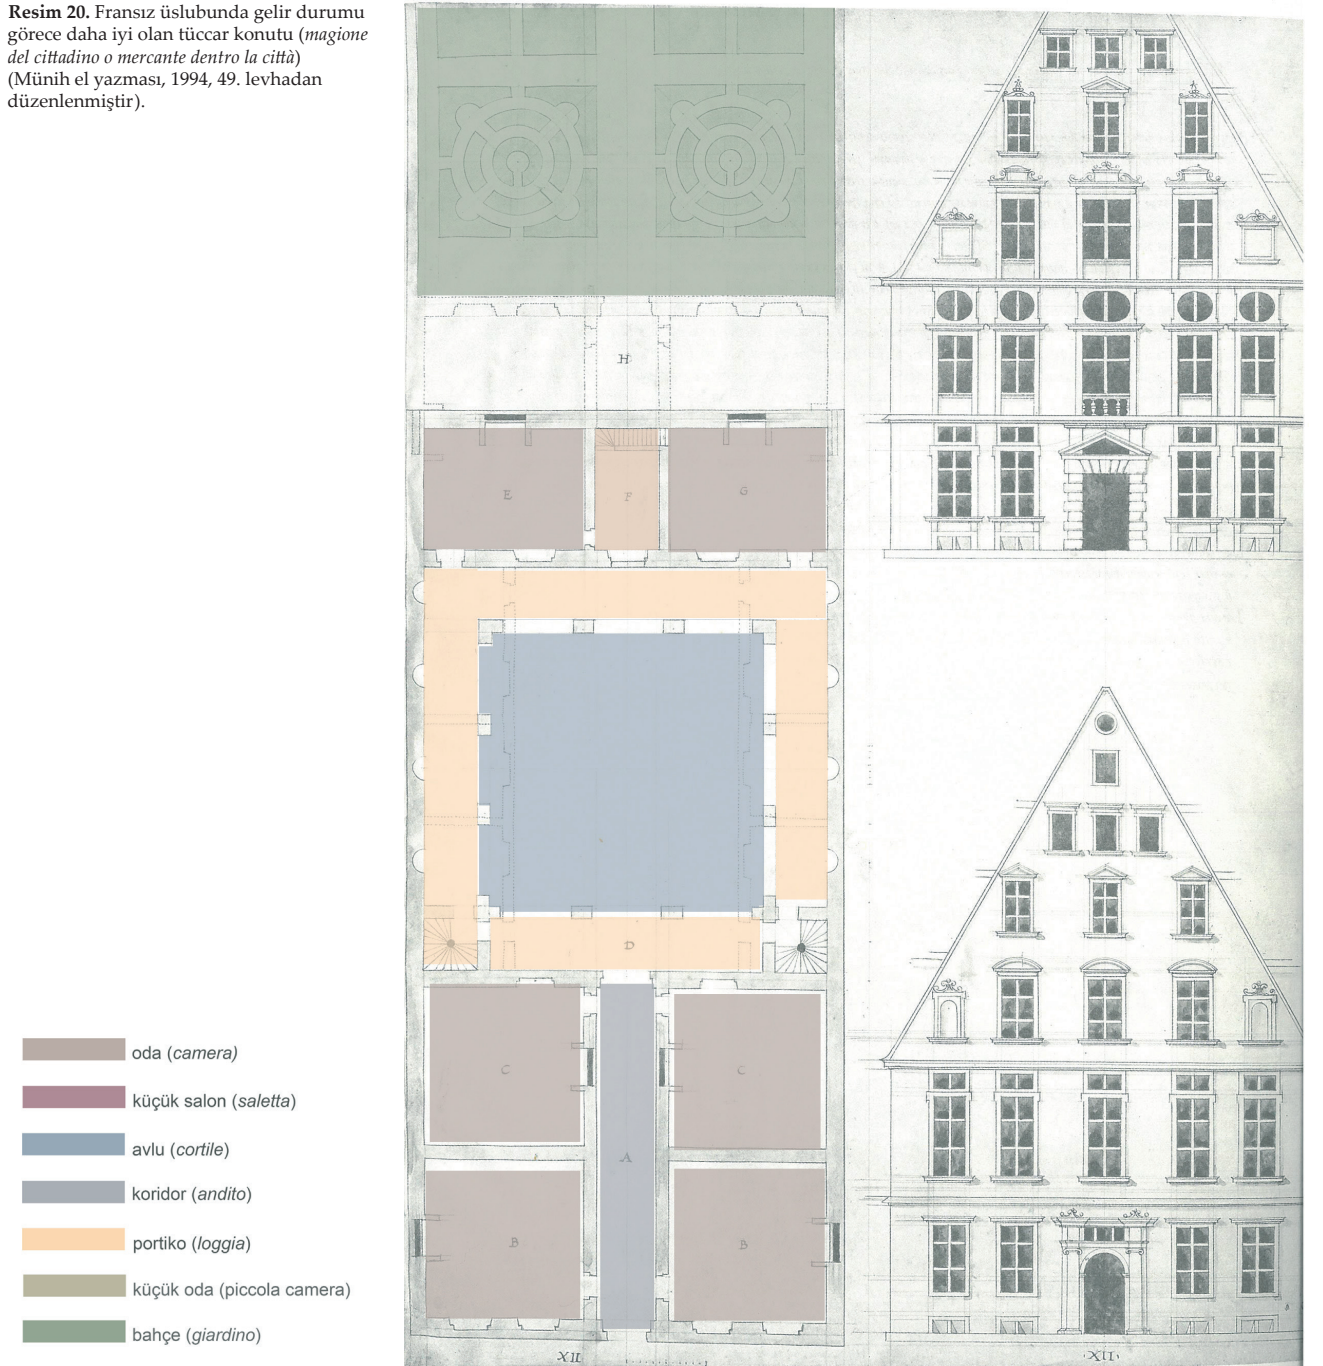 Resim 20. Fransız üslubunda gelir durumu
görece daha iyi olan tüccar konutu (magione
del cittadino o mercante dentro la città)
(Münih el yazması, 1994, 49. levhadan
düzenlenmiştir).
H
E
F
G
D
C
C
A
B
B
XII
·XII·
oda (camera)
küçük salon (saletta)
avlu (cortile)
koridor (andito)
portiko (loggia)
küçük oda (piccola camera)
bahçe (giardino)